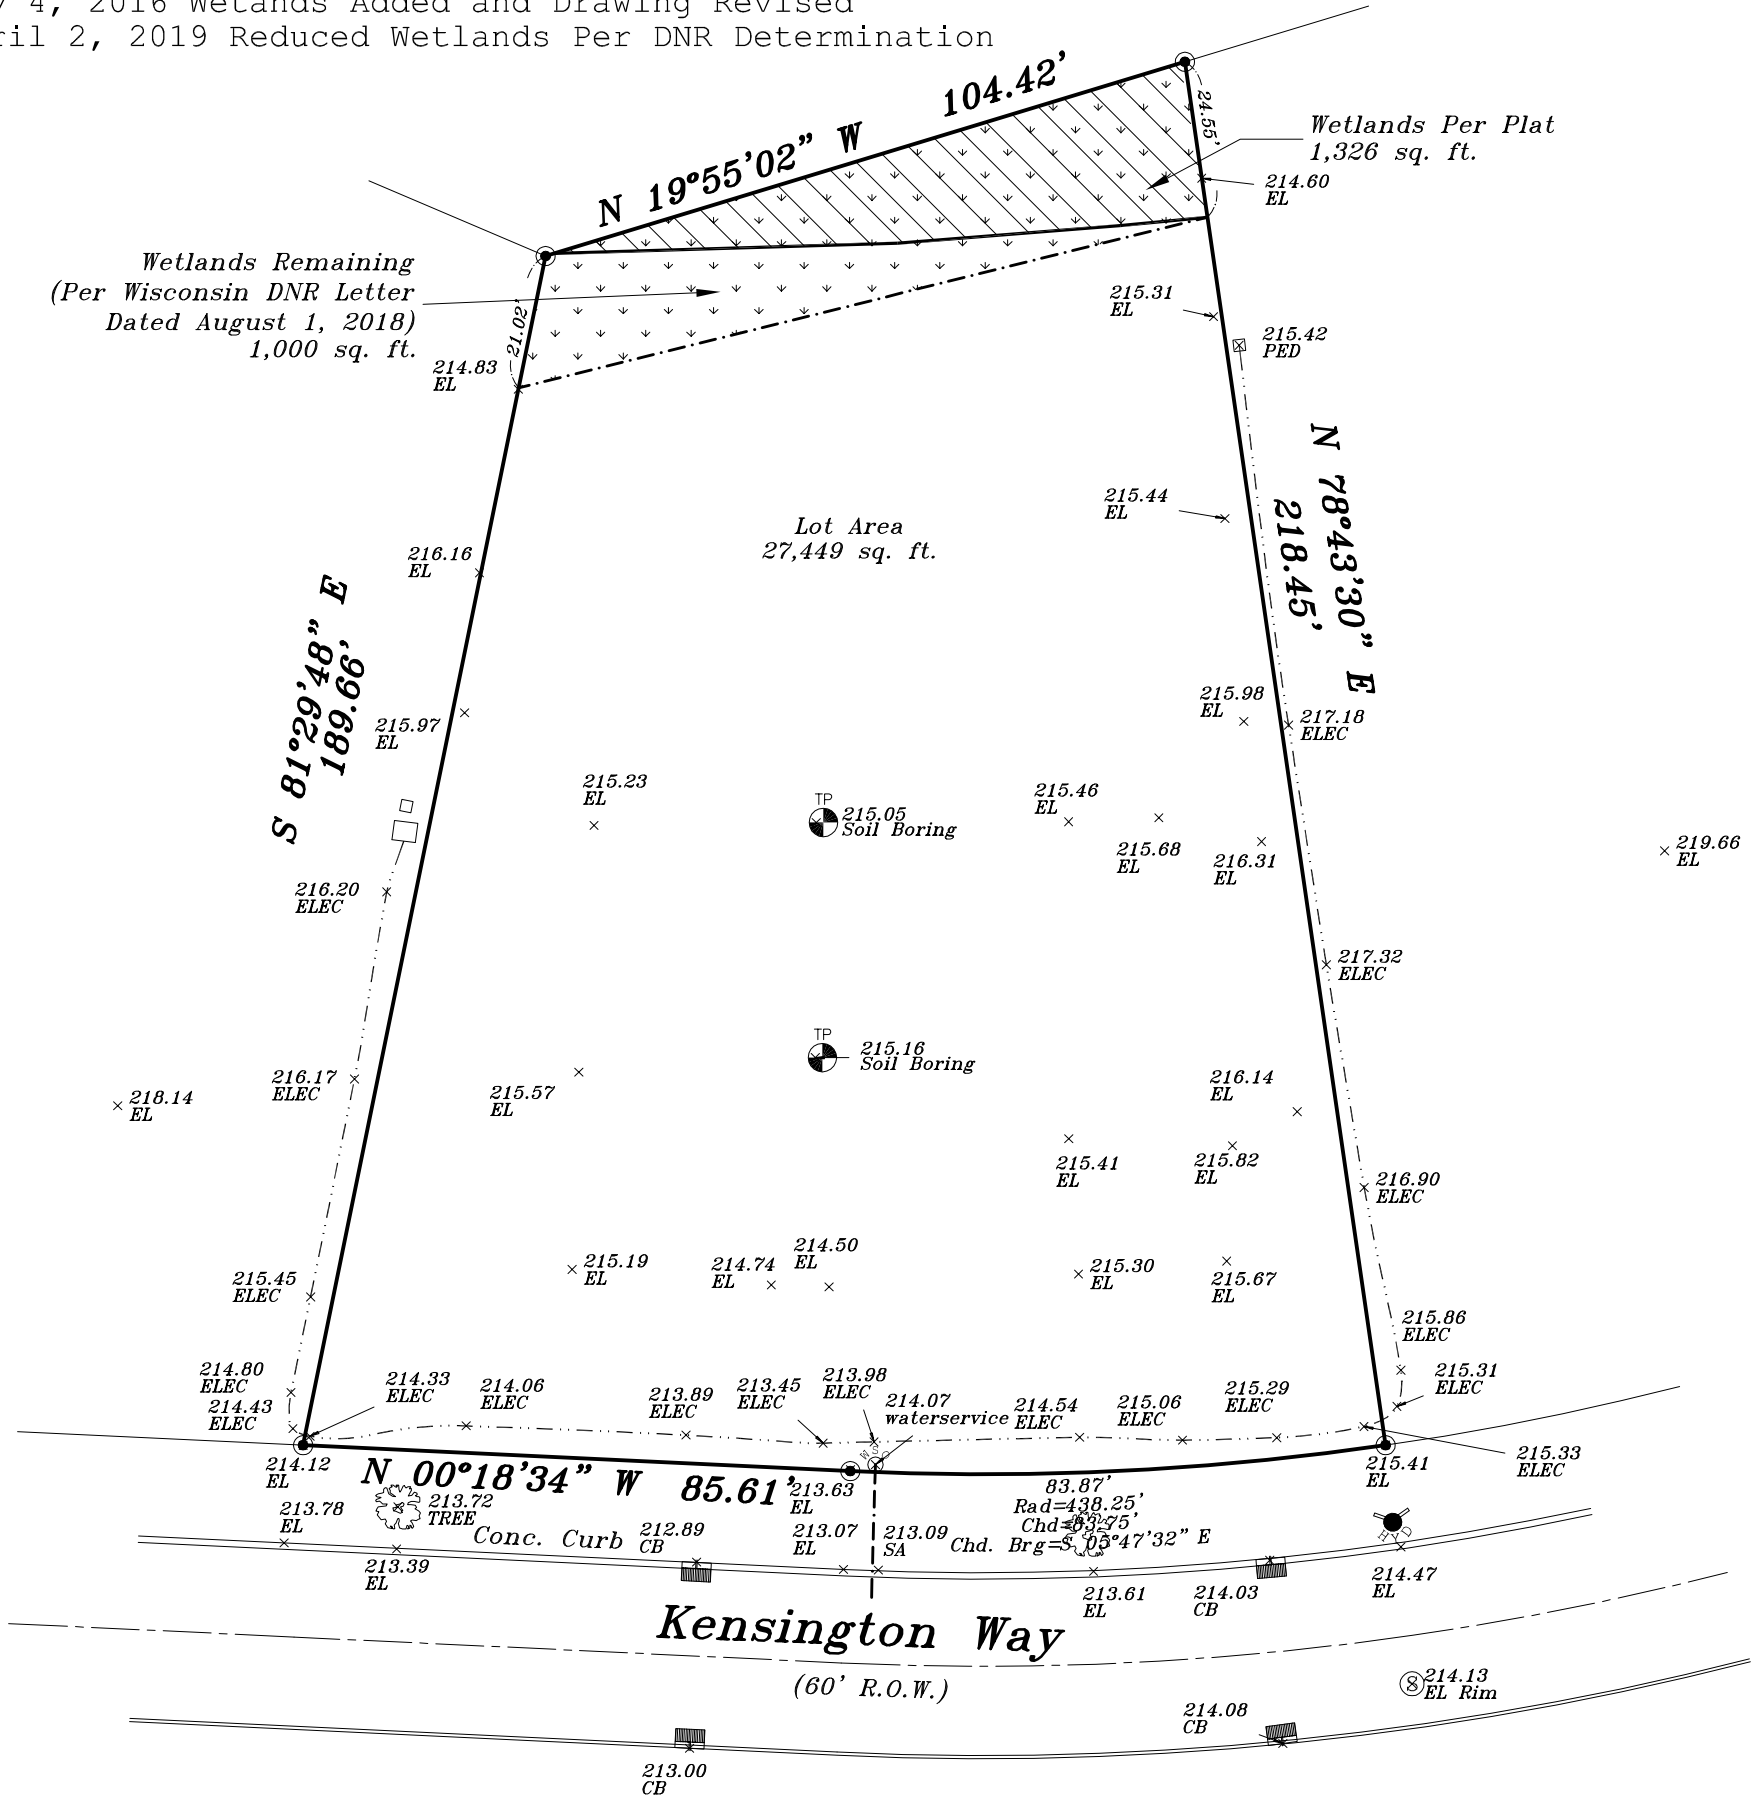 4, 2016 Wetlands Added and Drawing Revised
ril 2, 2019 Reduced Wetlands Per DNR Determination
N 19°55'02" W 104.42'
24.55'
Wetlands Per Plat
1,326 sq. ft.
214.60
EL
Wetlands Remaining
(Per Wisconsin DNR Letter
Dated August 1, 2018)
1,000 sq. ft.
21.02'
215.31
EL
215.42
PED
214.83
EL
N 78°43'30" E
218.45'
215.44
EL
Lot Area
27,449 sq. ft.
216.16
EL
S 81°29'48" E
189.66'
215.98
EL
217.18
ELEC
215.97
EL
215.23
EL
TP
215.05
Soil Boring
215.46
EL
215.68
EL
216.31
EL
219.66
EL
216.20
ELEC
217.32
ELEC
TP
215.16
Soil Boring
216.17
ELEC
218.14
EL
215.57
EL
216.14
EL
215.41
EL
215.82
EL
216.90
ELEC
214.50
EL
215.19
EL
214.74
EL
215.30
EL
215.67
EL
215.45
ELEC
215.86
ELEC
214.80
ELEC
214.43
ELEC
214.33
ELEC
214.06
ELEC
213.89
ELEC
213.45
ELEC
213.98
ELEC
214.07
waterservice
214.54
ELEC
215.06
ELEC
215.29
ELEC
215.31
ELEC
WSO
214.12
EL
N 00°18'34" W 85.61'
213.63
EL
83.87'
Rad=438.25'
Chd=83.75'
Chd. Brg=S 05°47'32" E
215.41
EL
215.33
ELEC
213.78
EL
213.72
TREE
Conc. Curb
212.89
CB
213.07
EL
213.09
SA
HYD
213.39
EL
213.61
EL
214.03
CB
214.47
EL
Kensington Way
(60' R.O.W.)
S
214.13
EL Rim
214.08
CB
213.00
CB